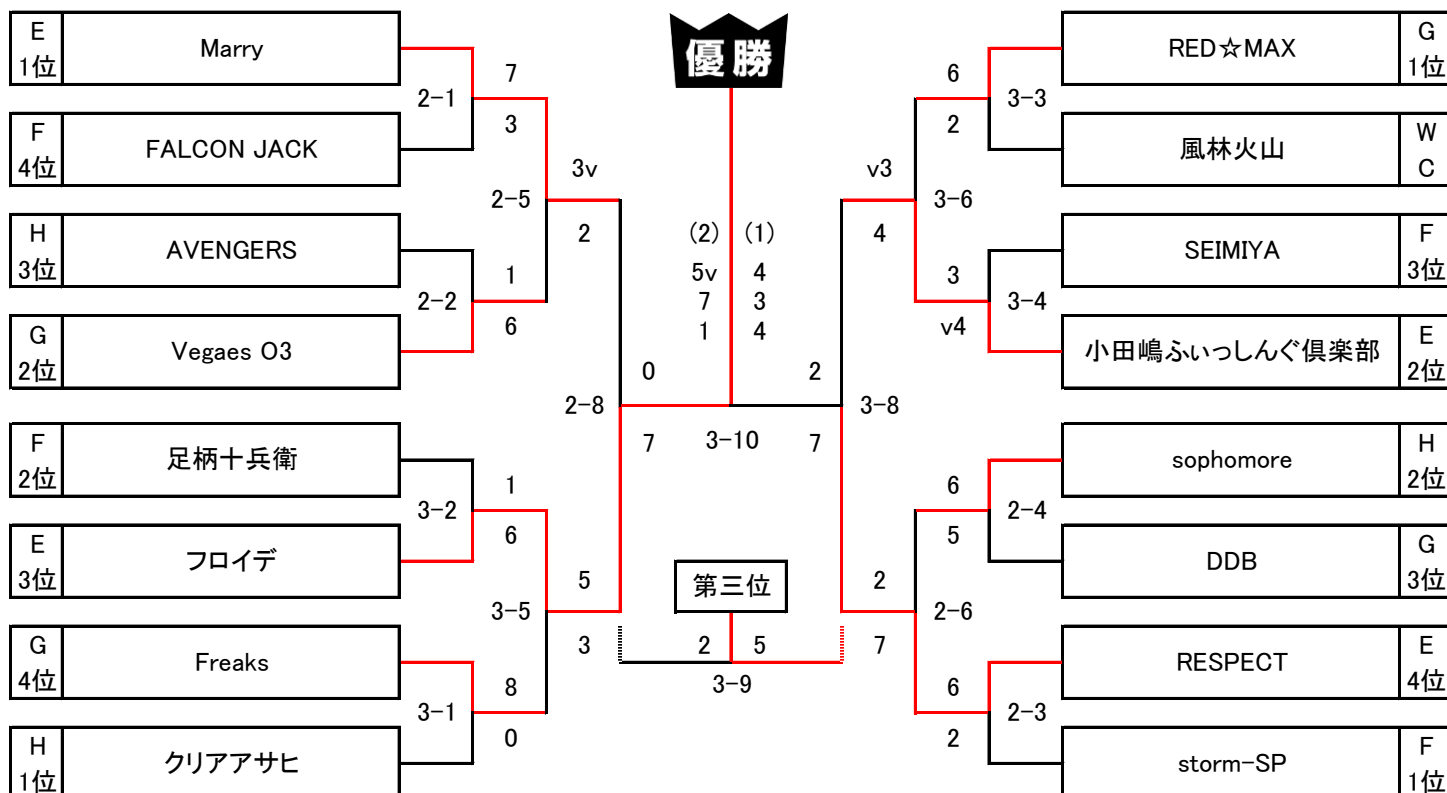 E
1位
Marry
F
4位
FALCON JACK
H
3位
AVENGERS
G
2位
Vegaes O3
F
2位
足柄十兵衛
E
3位
フロイデ
G
4位
Freaks
H
1位
クリアアサヒ
2-1
7
3
2-2
1
6
3-2
1
6
3-1
8
0
2-5
3v
2
3-5
5
3
2-8
0
7
優勝
(2) (1)
5v 4
7 3
1 4
3-10
第三位
2 5
3-9
2
7
3-8
v3
4
3-6
2
7
2-6
6
2
3-3
3
v4
3-4
6
5
2-4
6
2
2-3
RED☆MAX
G
1位
風林火山
W
C
SEIMIYA
F
3位
小田嶋ふぃっしんぐ倶楽部
E
2位
sophomore
H
2位
DDB
G
3位
RESPECT
E
4位
storm-SP
F
1位